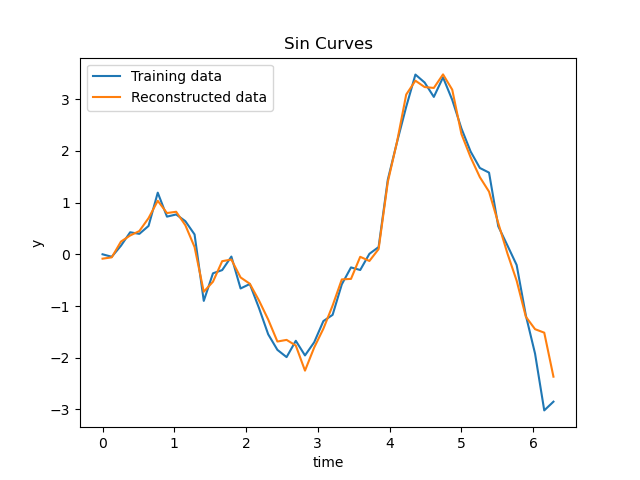 Sin Curves
Training data
Reconstructed data
y
3
2
1
0
−1
−2
−3
0 1 2 3 4 5 6
time